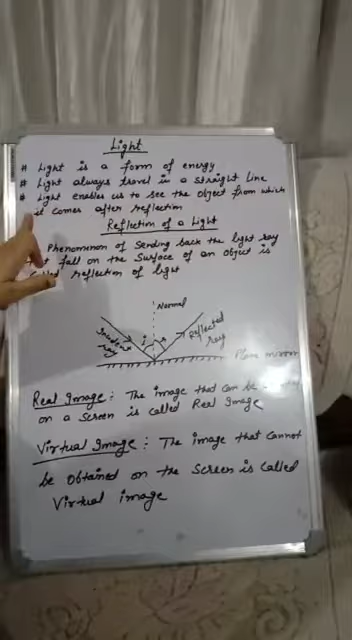 Light
# Light is a form of energy
# Light always travel in a straight line
# Light enables us to see the object from which
it comes after reflection
Reflection of a Light
Phenomenon of Sending back the light ray
fall on the Surface of an object is
reflection of light
Normal
Incident ray
i
r
Reflected ray
Plane mirror
Real Image : The image that can be
on a screen is called Real Image
Virtual Image : The image that cannot
be obtained on the screen is called
Virtual image